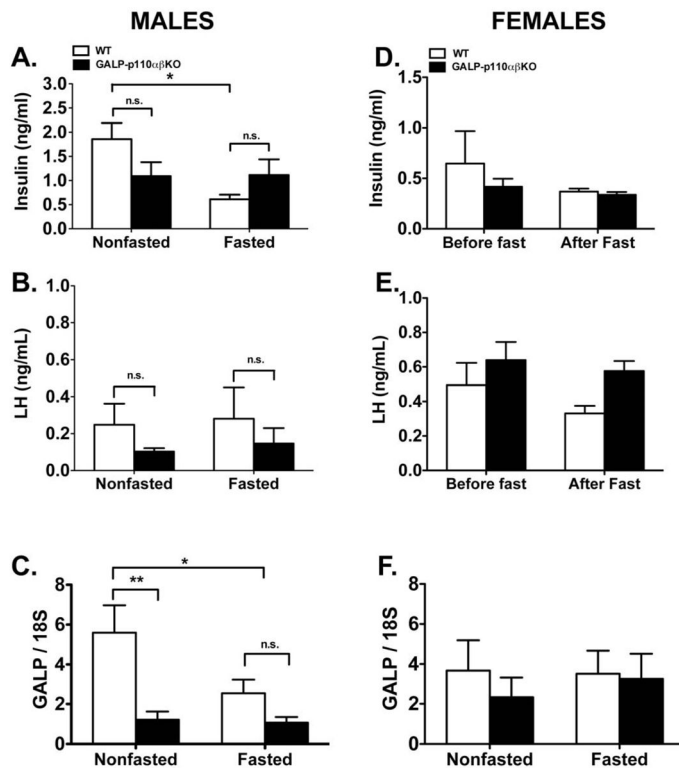 MALES
FEMALES
A.
WT
GALP-p110αβKO
*
n.s.
n.s.
Insulin (ng/ml)
3.0
2.5
2.0
1.5
1.0
0.5
0.0
Nonfasted
Fasted
D.
WT
GALP-p110αβKO
Insulin (ng/ml)
1.5
1.0
0.5
0.0
Before fast
After Fast
B.
n.s.
n.s.
LH (ng/mL)
1.0
0.8
0.6
0.4
0.2
0.0
Nonfasted
Fasted
E.
LH (ng/mL)
1.0
0.8
0.6
0.4
0.2
0.0
Before fast
After Fast
C.
*
**
n.s.
GALP / 18S
8
6
4
2
0
Nonfasted
Fasted
F.
GALP / 18S
8
6
4
2
0
Nonfasted
Fasted